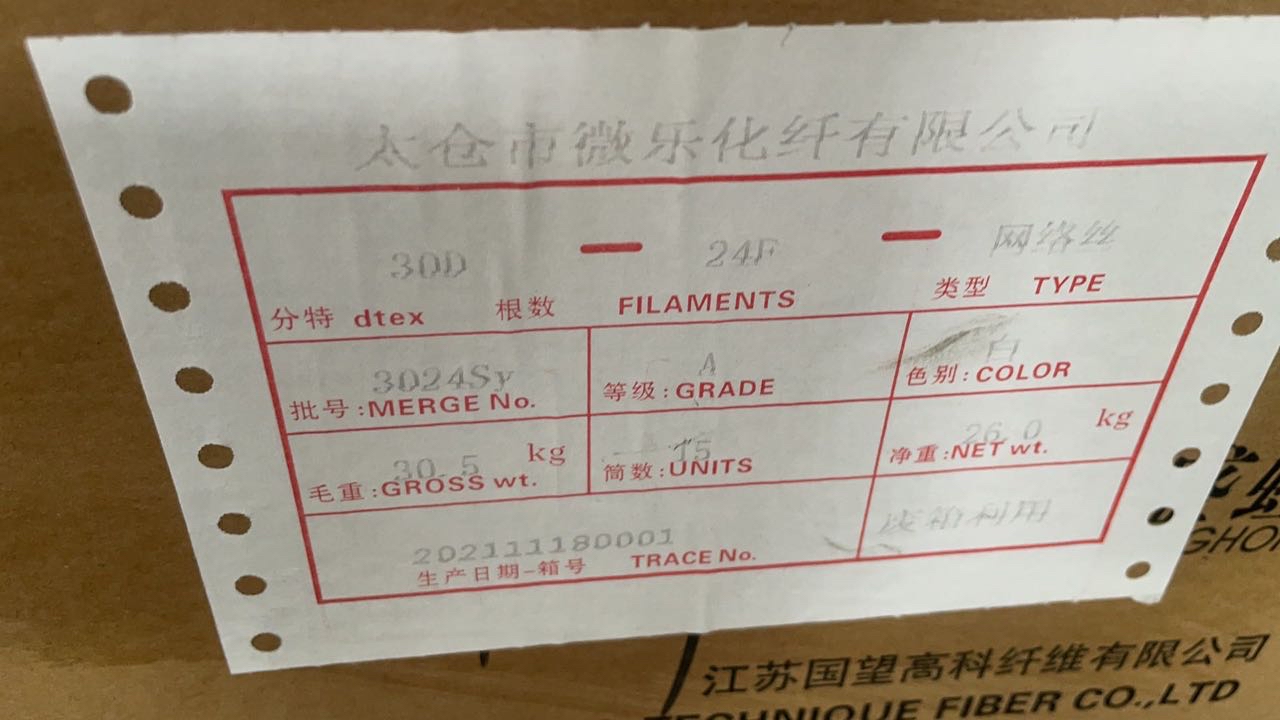 太仓市微乐化纤有限公司
30D — 24F — 网络丝
分特 dtex 根数 FILAMENTS 类型 TYPE
3024Sy A 白
批号:MERGE No. 等级:GRADE 色别:COLOR
30.5 kg 15 26.0 kg
毛重:GROSS wt. 筒数:UNITS 净重:NET wt.
202111180001 废箱利用
生产日期-箱号 TRACE No.
江苏国望高科纤维有限公司
TECHNIQUE FIBER CO.,LTD